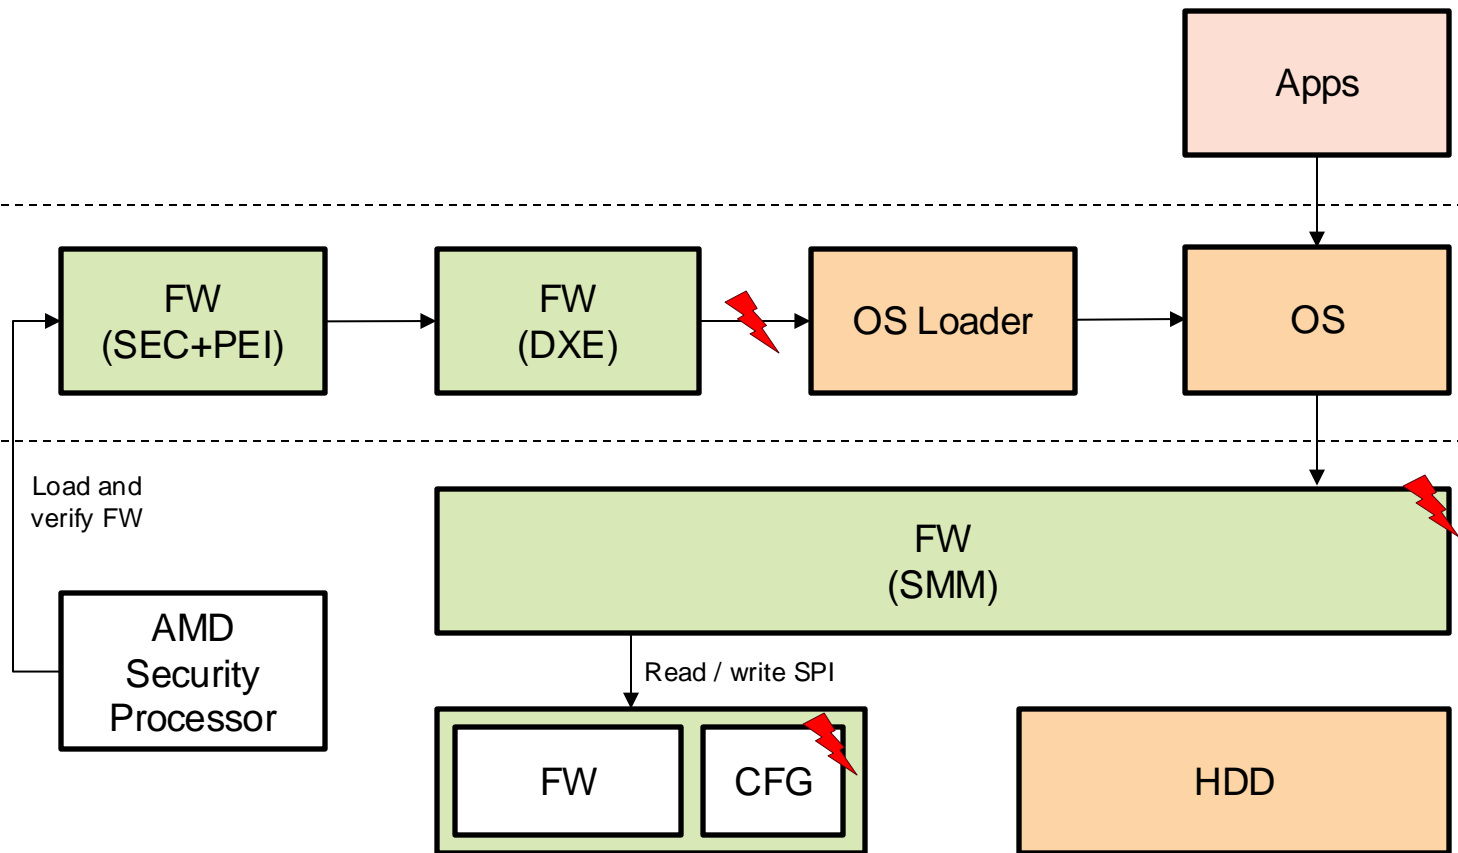 Apps
FW
(SEC+PEI)
FW
(DXE)
OS Loader
OS
Load and
verify FW
FW
(SMM)
AMD
Security
Processor
Read / write SPI
FW
CFG
HDD